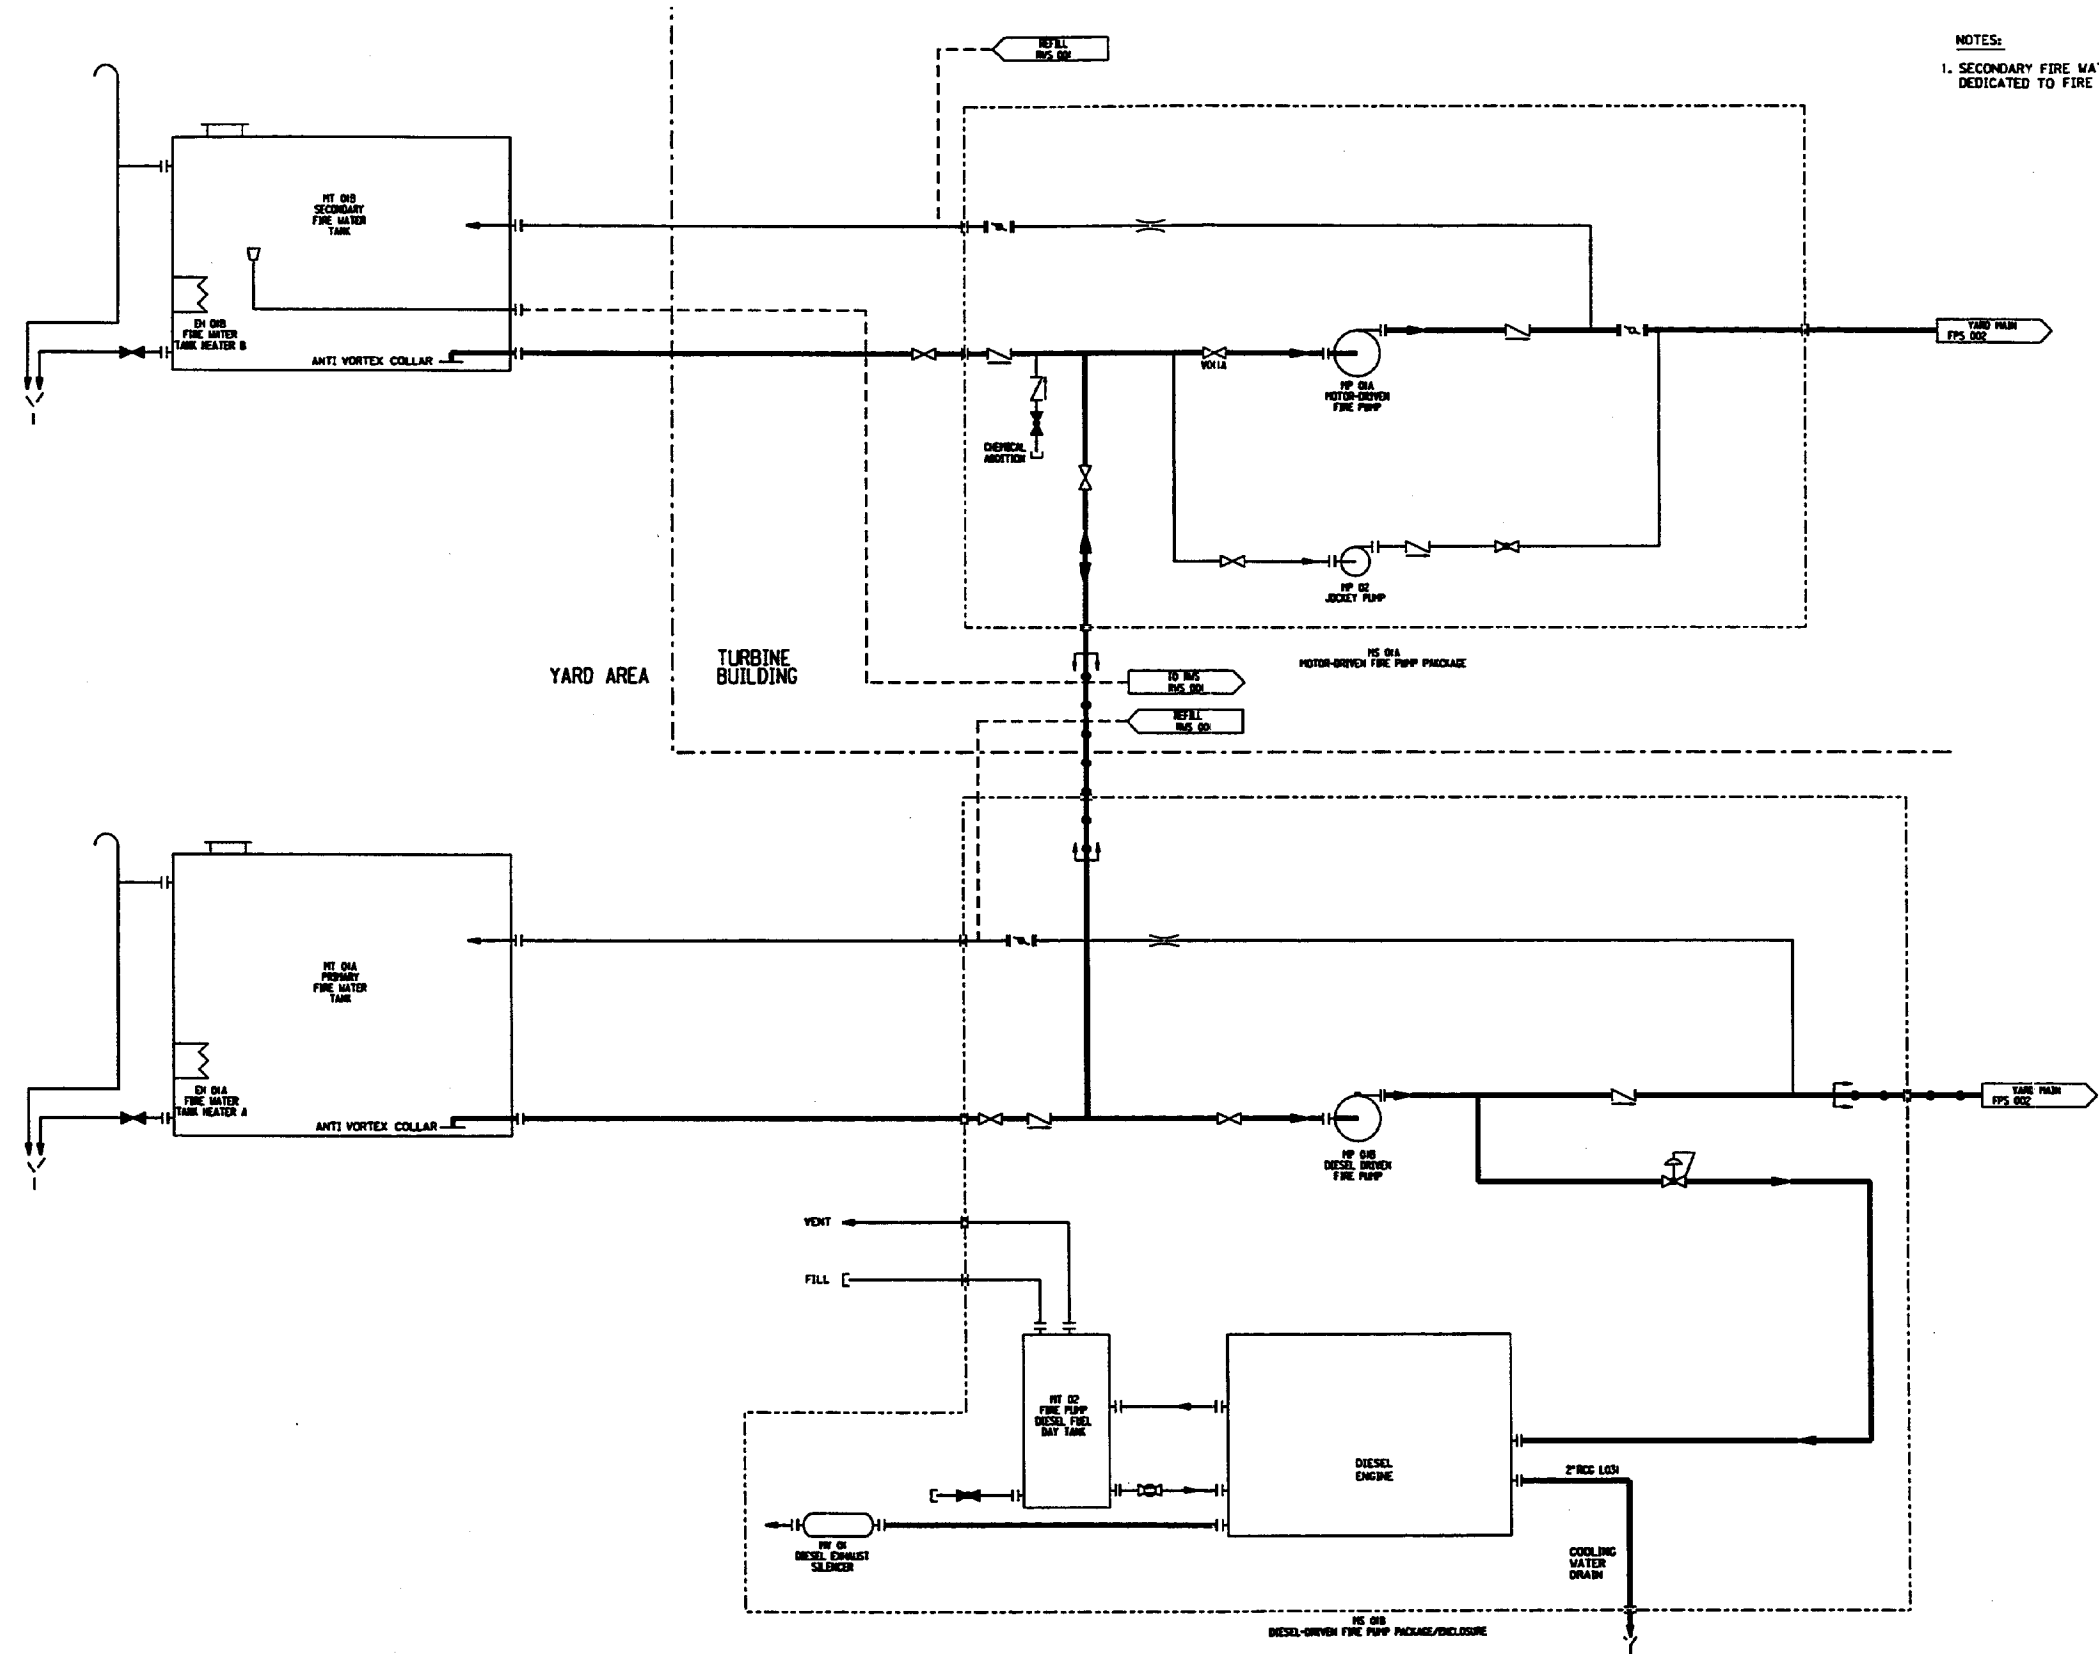 NOTES:
1. SECONDARY FIRE WAT
DEDICATED TO FIRE
REFILL
RWS 001
MT 01B
SECONDARY
FIRE WATER
TANK
EH 01B
FIRE WATER
TANK HEATER B
ANTI VORTEX COLLAR
CHEMICAL
ADDITION
V011A
MP 01A
MOTOR-DRIVEN
FIRE PUMP
YARD MAIN
FPS 002
MP 02
JOCKEY PUMP
MS 01A
MOTOR-DRIVEN FIRE PUMP PAKCKAGE
YARD AREA
TURBINE
BUILDING
TO RWS
RWS 001
REFILL
RWS 001
MT 01A
PRIMARY
FIRE WATER
TANK
EH 01A
FIRE WATER
TANK HEATER A
ANTI VORTEX COLLAR
MP 01B
DIESEL DRIVEN
FIRE PUMP
YARD MAIN
FPS 002
VENT
FILL
MT 02
FIRE PUMP
DIESEL FUEL
DAY TANK
DIESEL
ENGINE
2" L031
MY 01
DIESEL EXHAUST
SILENCER
COOLING
WATER
DRAIN
MS 01B
DIESEL-DRIVEN FIRE PUMP PACKAGE/ENCLOSURE